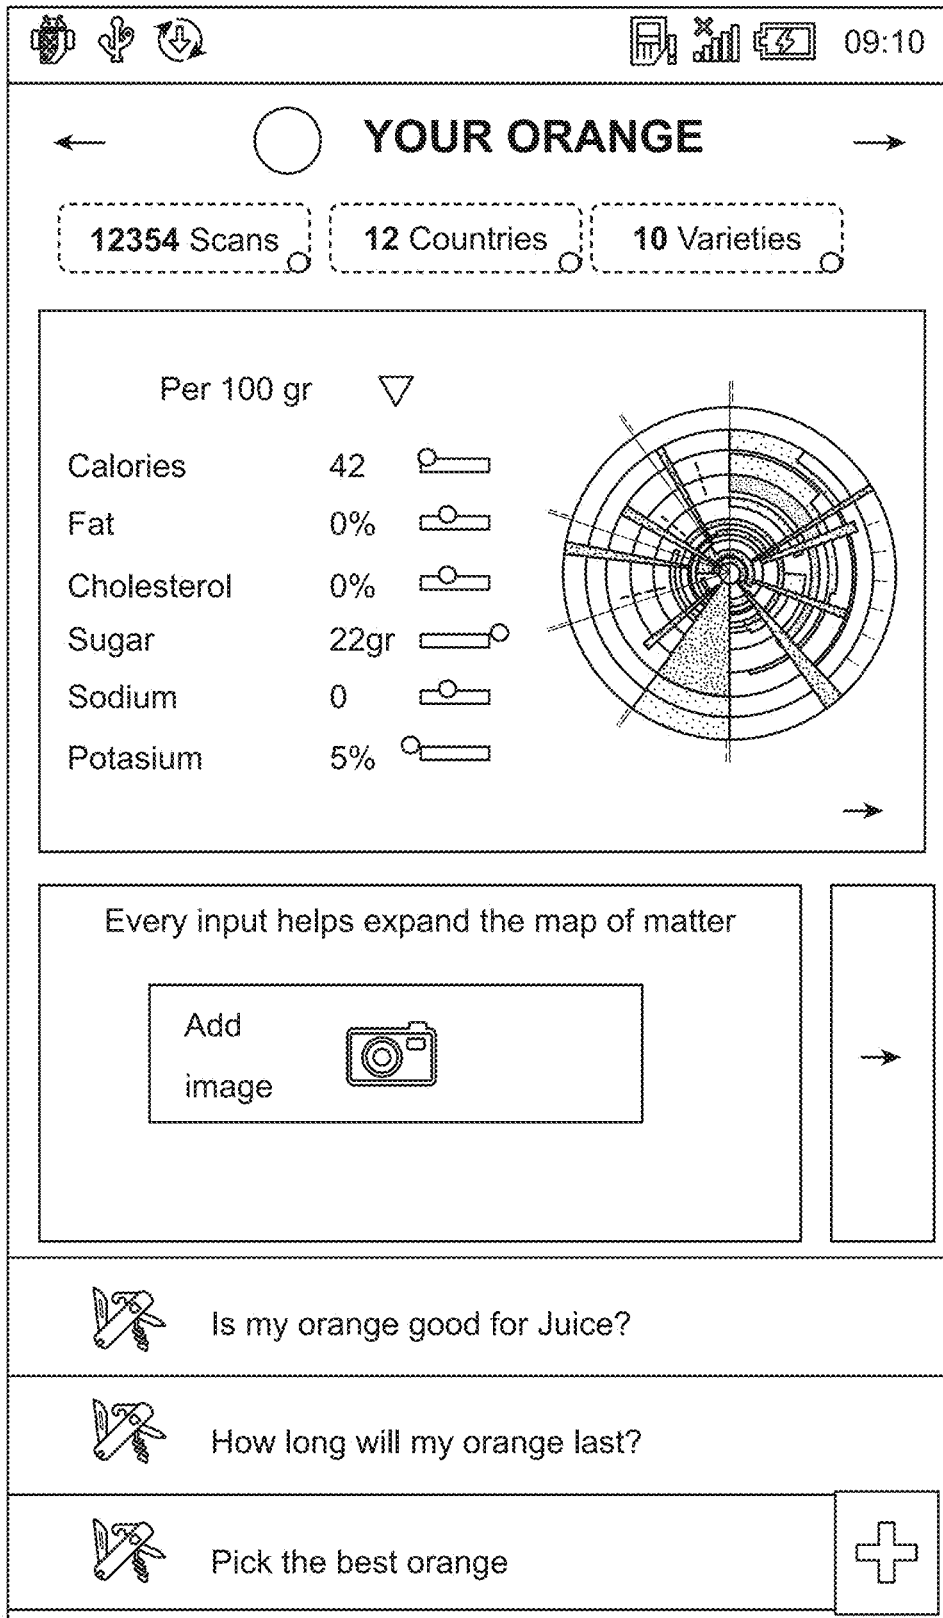 09:10
YOUR ORANGE
12354 Scans
12 Countries
10 Varieties
Per 100 gr
Calories 42
Fat 0%
Cholesterol 0%
Sugar 22gr
Sodium 0
Potasium 5%
Every input helps expand the map of matter
Add
image
Is my orange good for Juice?
How long will my orange last?
Pick the best orange